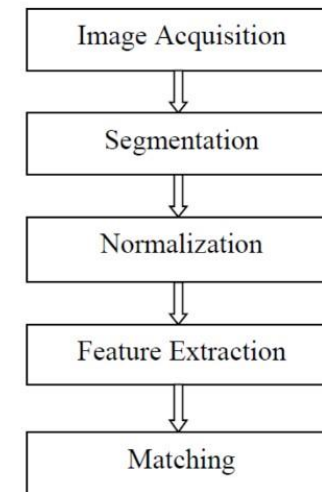 Image Acquisition
Segmentation
Normalization
Feature Extraction
Matching